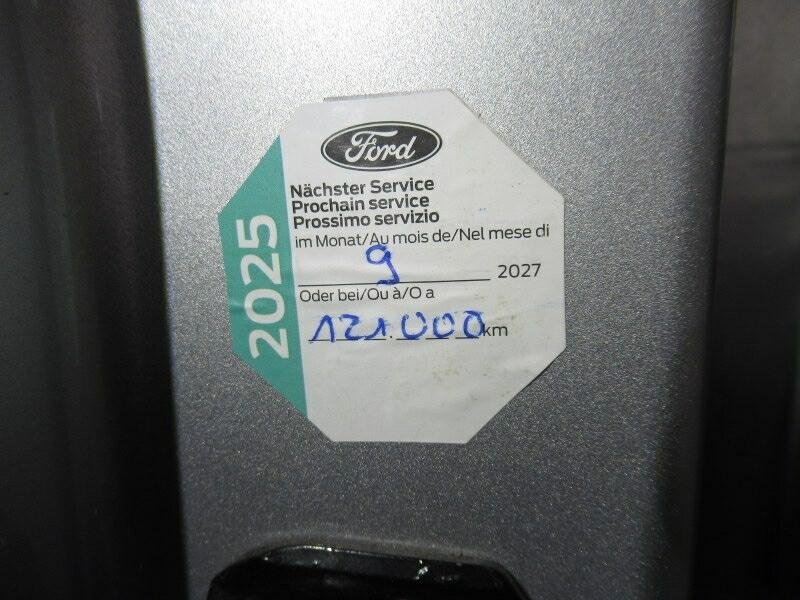 Ford
Nächster Service
Prochain service
Prossimo servizio
im Monat/Au mois de/Nel mese di
9 2027
Oder bei/Ou à/O a
121.000 km
2025